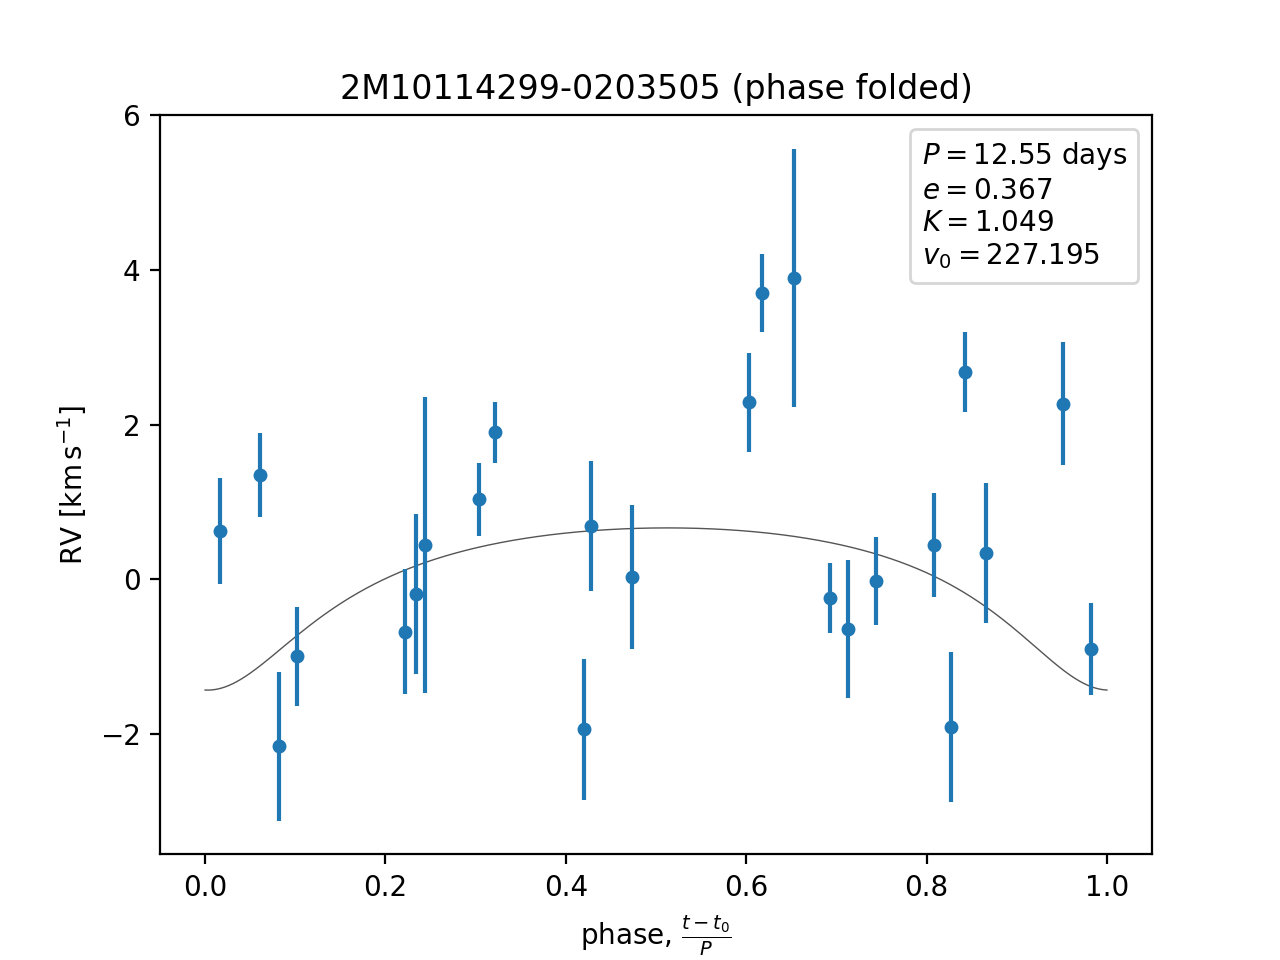 2M10114299-0203505 (phase folded)
P = 12.55 days
e = 0.367
K = 1.049
v₀ = 227.195
6
4
2
0
−2
RV [km s⁻¹]
0.0 0.2 0.4 0.6 0.8 1.0
phase, (t − t₀)/P